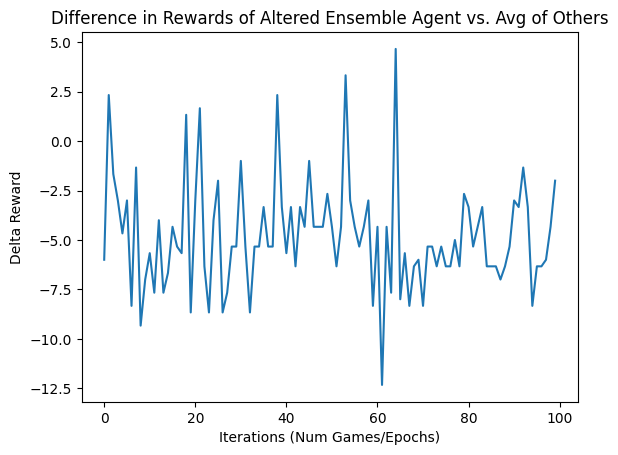 Difference in Rewards of Altered Ensemble Agent vs. Avg of Others
5.0
2.5
0.0
−2.5
−5.0
−7.5
−10.0
−12.5
Delta Reward
0 20 40 60 80 100
Iterations (Num Games/Epochs)